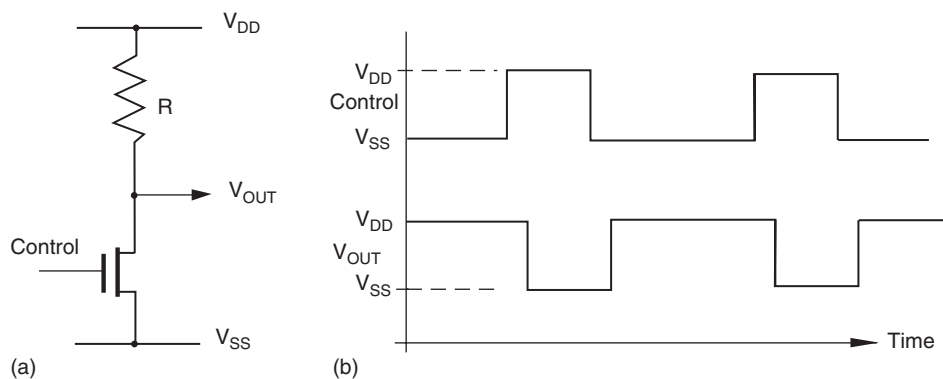 V_DD
R
V_OUT
Control
V_SS
(a)
V_DD
Control
V_SS
V_DD
V_OUT
V_SS
Time
(b)